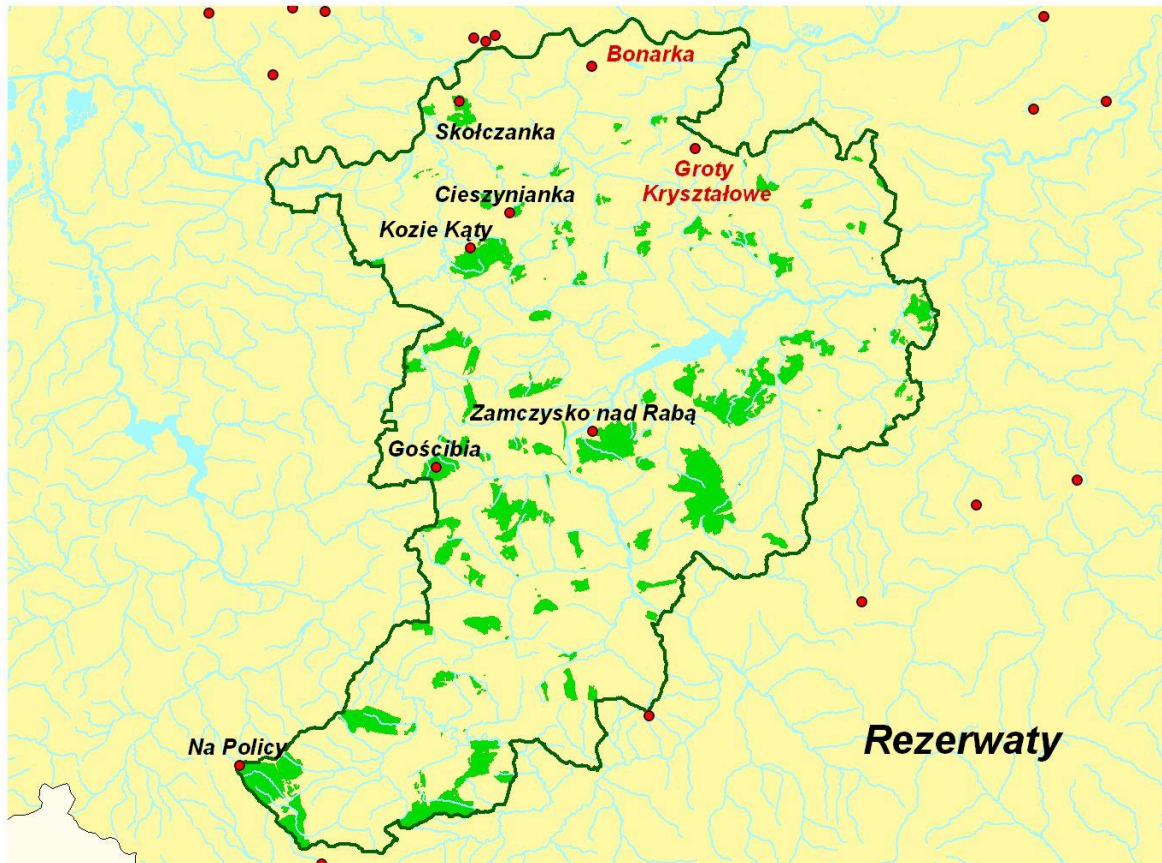 Bonarka
Skołczanka
Groty
Kryształowe
Cieszynianka
Kozie Kąty
Zamczysko nad Rabą
Gościbia
Rezerwaty
Na Policy